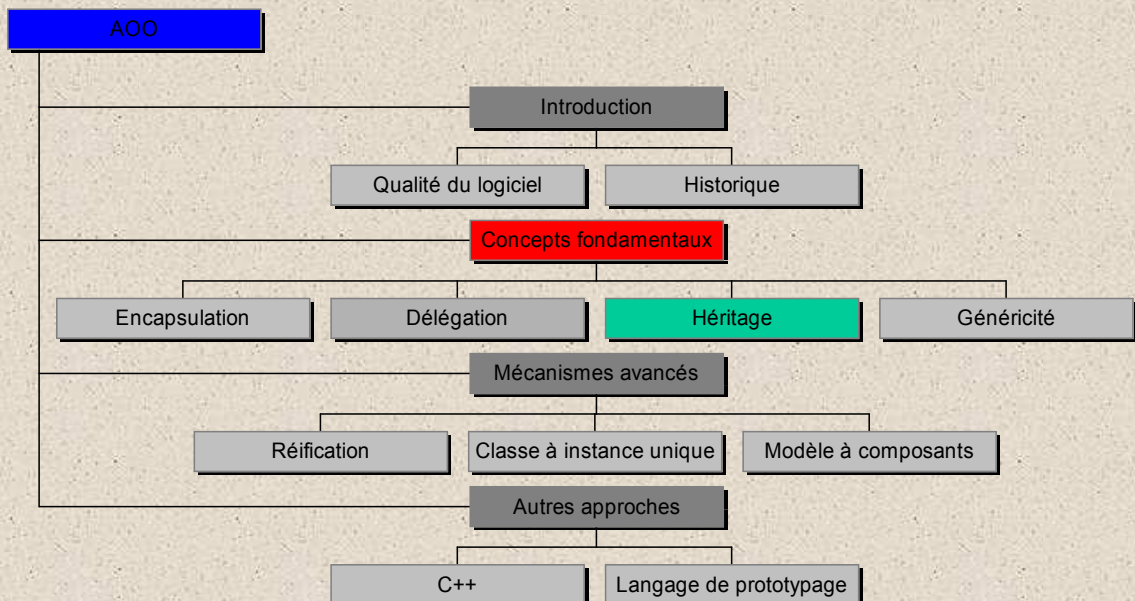 AOO
Introduction
Qualité du logiciel
Historique
Concepts fondamentaux
Encapsulation
Délégation
Héritage
Généricité
Mécanismes avancés
Réification
Classe à instance unique
Modèle à composants
Autres approches
C++
Langage de prototypage